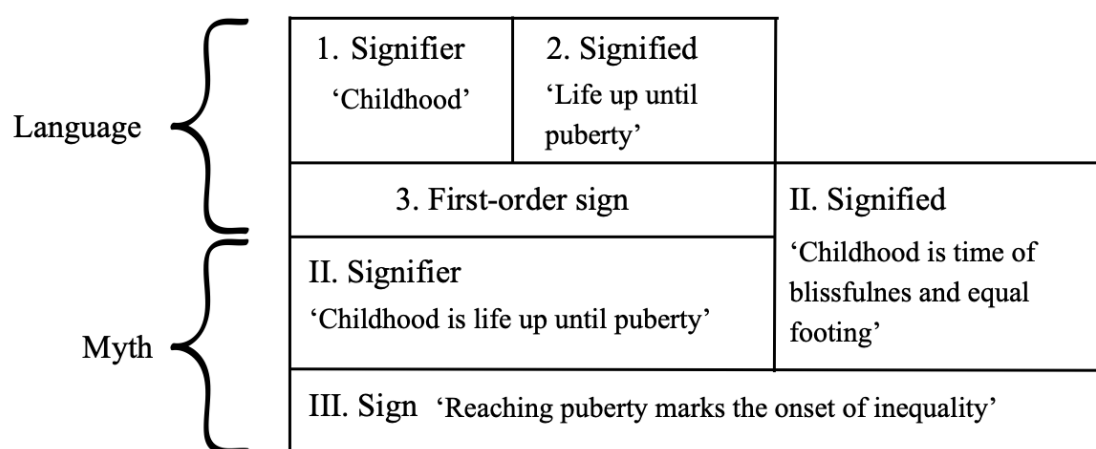 Language
1. Signifier
‘Childhood’
2. Signified
‘Life up until
puberty’
3. First-order sign
II. Signified
‘Childhood is time of
blissfulnes and equal
footing’
Myth
II. Signifier
‘Childhood is life up until puberty’
III. Sign ‘Reaching puberty marks the onset of inequality’